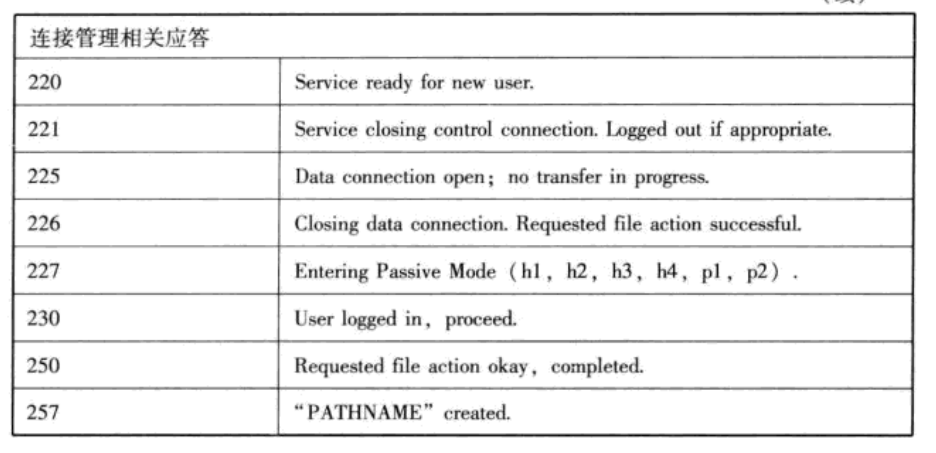 （续）
连接管理相关应答
220 Service ready for new user.
221 Service closing control connection. Logged out if appropriate.
225 Data connection open；no transfer in progress.
226 Closing data connection. Requested file action successful.
227 Entering Passive Mode（h1，h2，h3，h4，p1，p2）.
230 User logged in，proceed.
250 Requested file action okay，completed.
257 “PATHNAME” created.